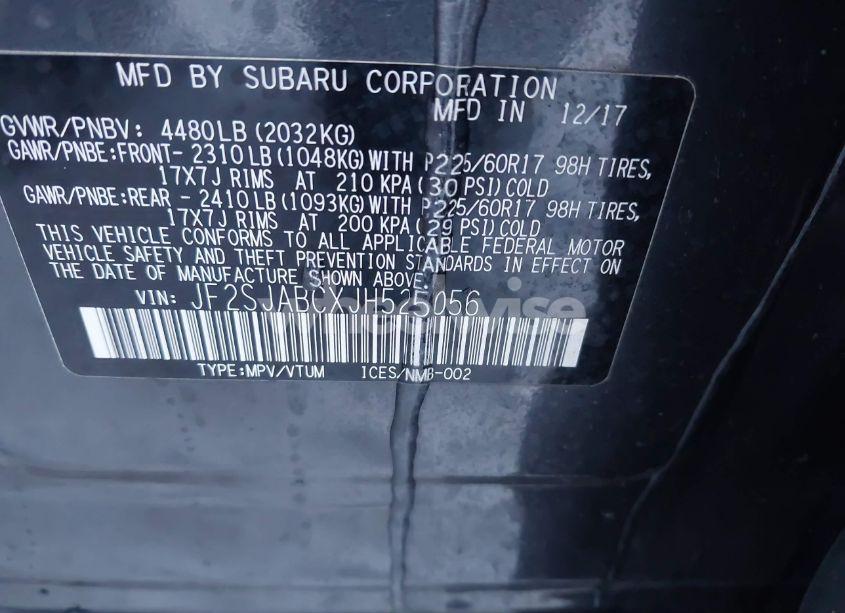 MFD BY SUBARU CORPORATION
MFD IN 12/17
GVWR/PNBV: 4480LB (2032KG)
GAWR/PNBE:FRONT- 2310LB (1048KG) WITH P225/60R17 98H TIRES,
17X7J RIMS AT 210 KPA (30 PSI) COLD
GAWR/PNBE:REAR - 2410LB (1093KG) WITH P225/60R17 98H TIRES,
17X7J RIMS AT 200 KPA (29 PSI) COLD
THIS VEHICLE CONFORMS TO ALL APPLICABLE FEDERAL MOTOR
VEHICLE SAFETY AND THEFT PREVENTION STANDARDS IN EFFECT ON
THE DATE OF MANUFACTURE SHOWN ABOVE.
VIN: JF2SJABCXJH525056
TYPE:MPV/VTUM ICES/NMB-002